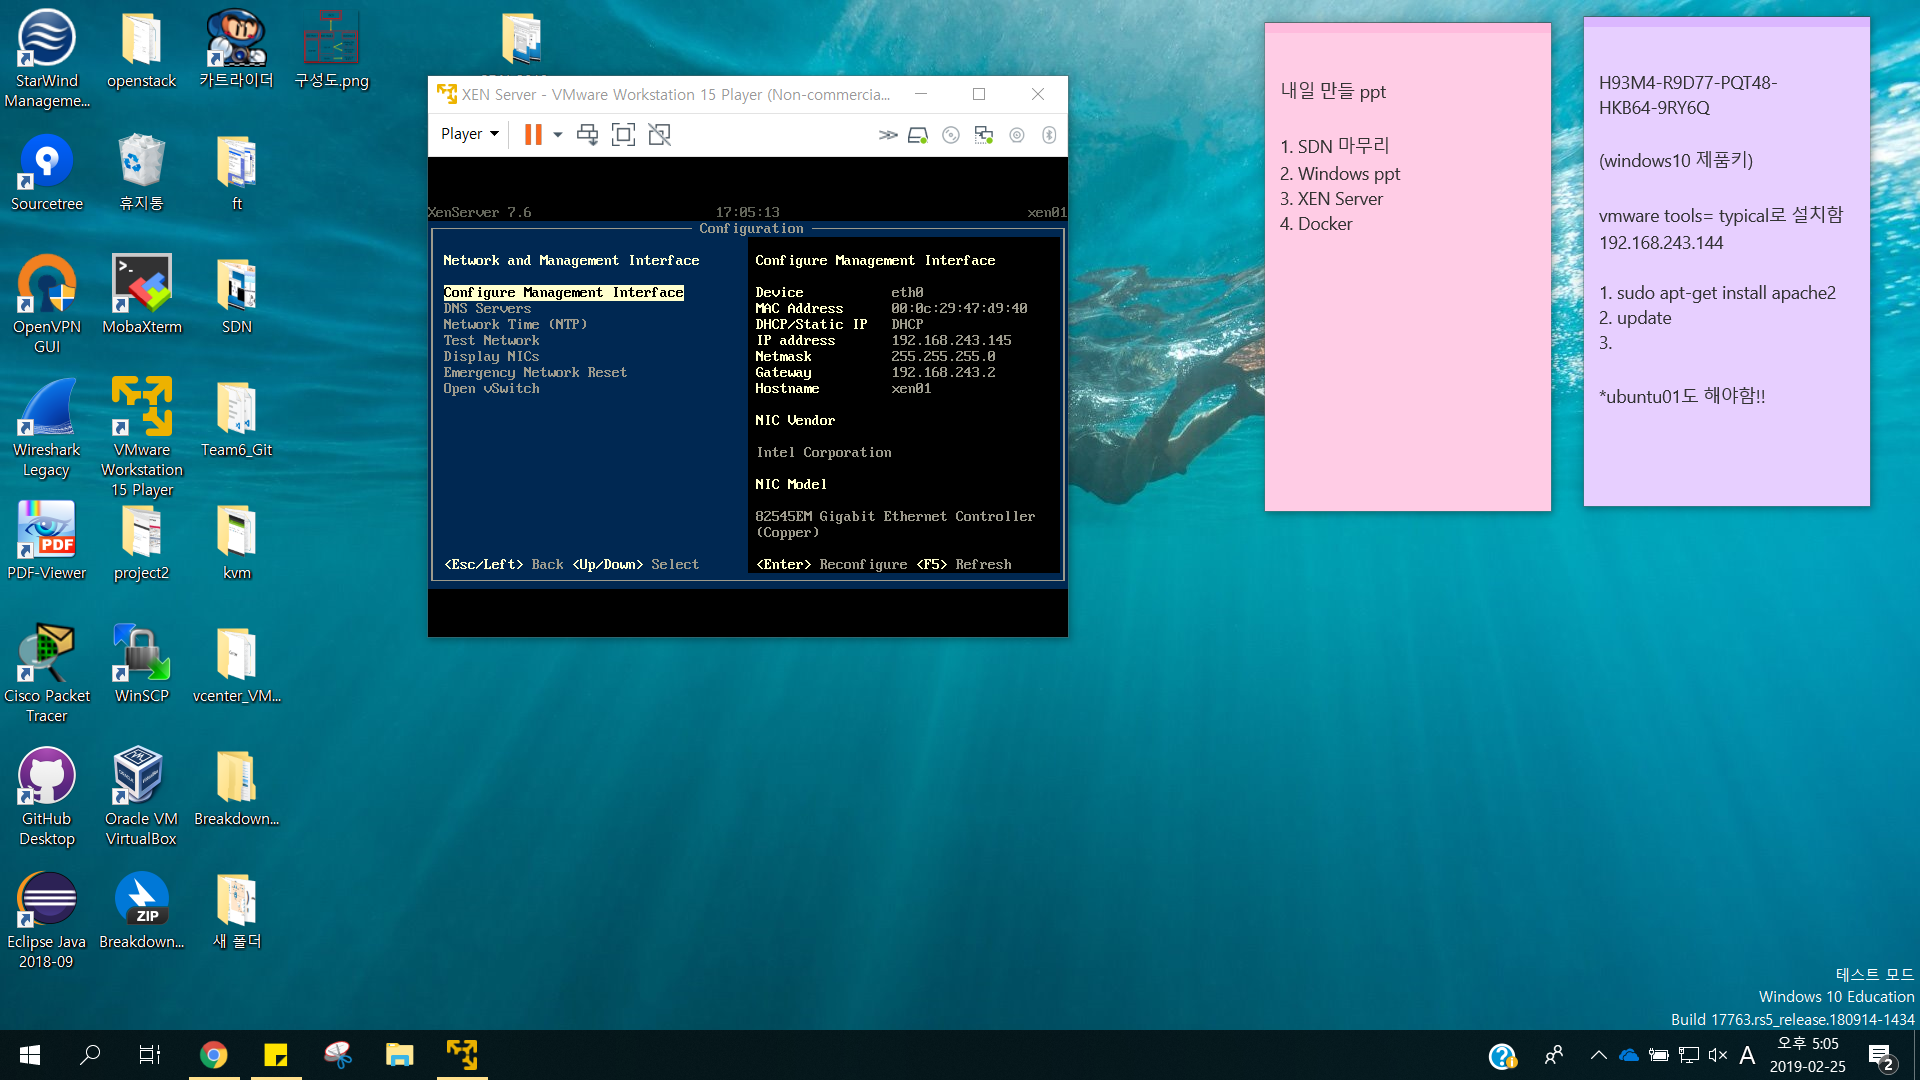 StarWind
Manageme...
openstack
카트라이더
구성도.png
Sourcetree
휴지통
ft
OpenVPN
GUI
MobaXterm
SDN
Wireshark
Legacy
VMware
Workstation
15 Player
Team6_Git
PDF-Viewer
project2
kvm
Cisco Packet
Tracer
WinSCP
vcenter_VM...
GitHub
Desktop
Oracle VM
VirtualBox
Breakdown...
Eclipse Java
2018-09
Breakdown...
새 폴더
ZIP
PDF
XEN Server - VMware Workstation 15 Player (Non-commercia...
Player
XenServer 7.6 17:05:13 xen01
Configuration
Network and Management Interface
Configure Management Interface
DNS Servers
Network Time (NTP)
Test Network
Display NICs
Emergency Network Reset
Open vSwitch
<Esc/Left> Back <Up/Down> Select
Configure Management Interface
Device eth0
MAC Address 00:0c:29:47:d9:40
DHCP/Static IP DHCP
IP address 192.168.243.145
Netmask 255.255.255.0
Gateway 192.168.243.2
Hostname xen01
NIC Vendor
Intel Corporation
NIC Model
82545EM Gigabit Ethernet Controller
(Copper)
<Enter> Reconfigure <F5> Refresh
내일 만들 ppt
1. SDN 마무리
2. Windows ppt
3. XEN Server
4. Docker
H93M4-R9D77-PQT48-
HKB64-9RY6Q
(windows10 제품키)
vmware tools= typical로 설치함
192.168.243.144
1. sudo apt-get install apache2
2. update
3.
*ubuntu01도 해야함!!
테스트 모드
Windows 10 Education
Build 17763.rs5_release.180914-1434
A
오후 5:05
2019-02-25
2